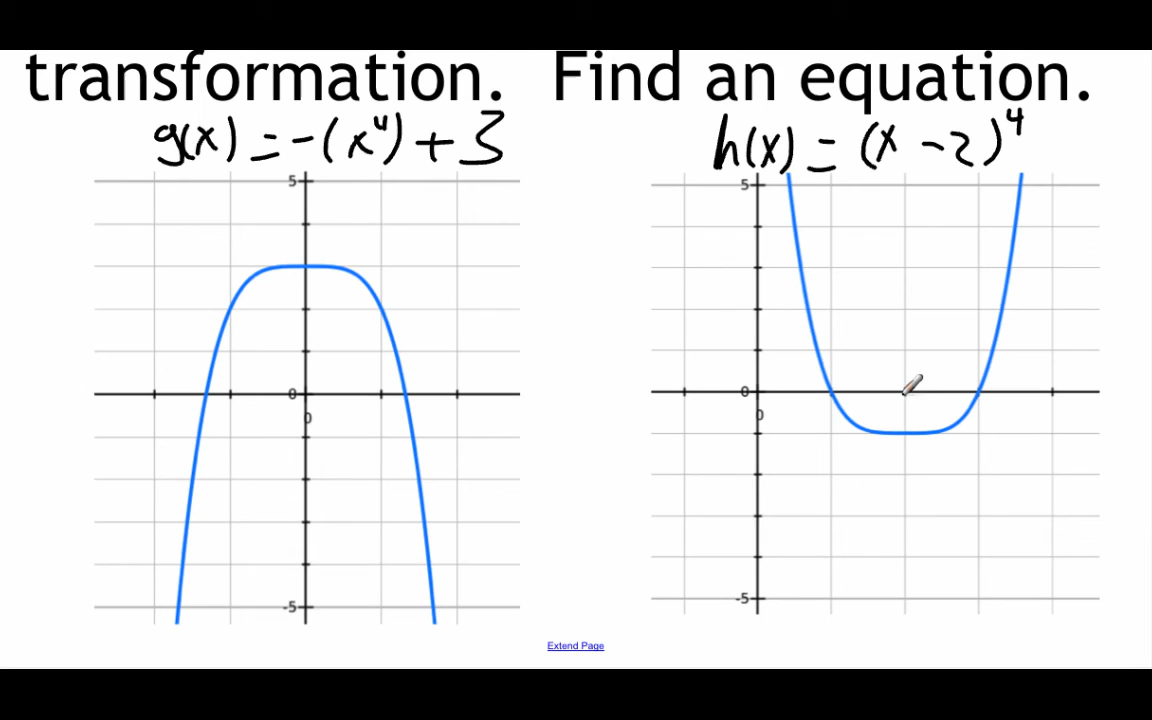 transformation. Find an equation.
g(x) = -(x⁴) + 3
h(x) = (x - 2)⁴
5
0
0
-5
5
0
0
-5
Extend Page